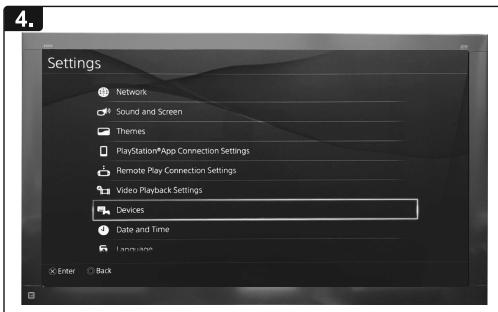 4.
Settings
Network
Sound and Screen
Themes
PlayStation®App Connection Settings
Remote Play Connection Settings
Video Playback Settings
Devices
Date and Time
Language
Enter Back